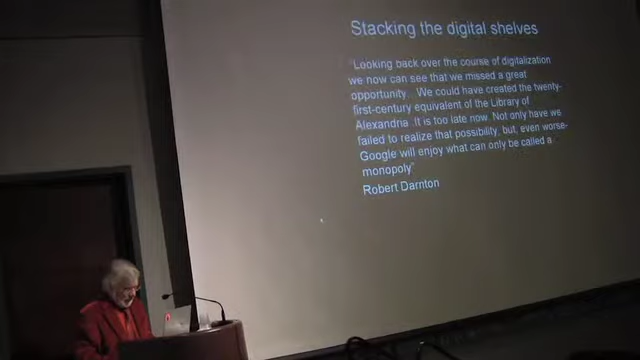 Stacking the digital shelves
"Looking back over the course of digitalization
we now can see that we missed a great
opportunity. We could have created the twenty-
first-century equivalent of the Library of
Alexandria. It is too late now. Not only have we
failed to realize that possibility, but, even worse-
Google will enjoy what can only be called a
monopoly"
Robert Darnton